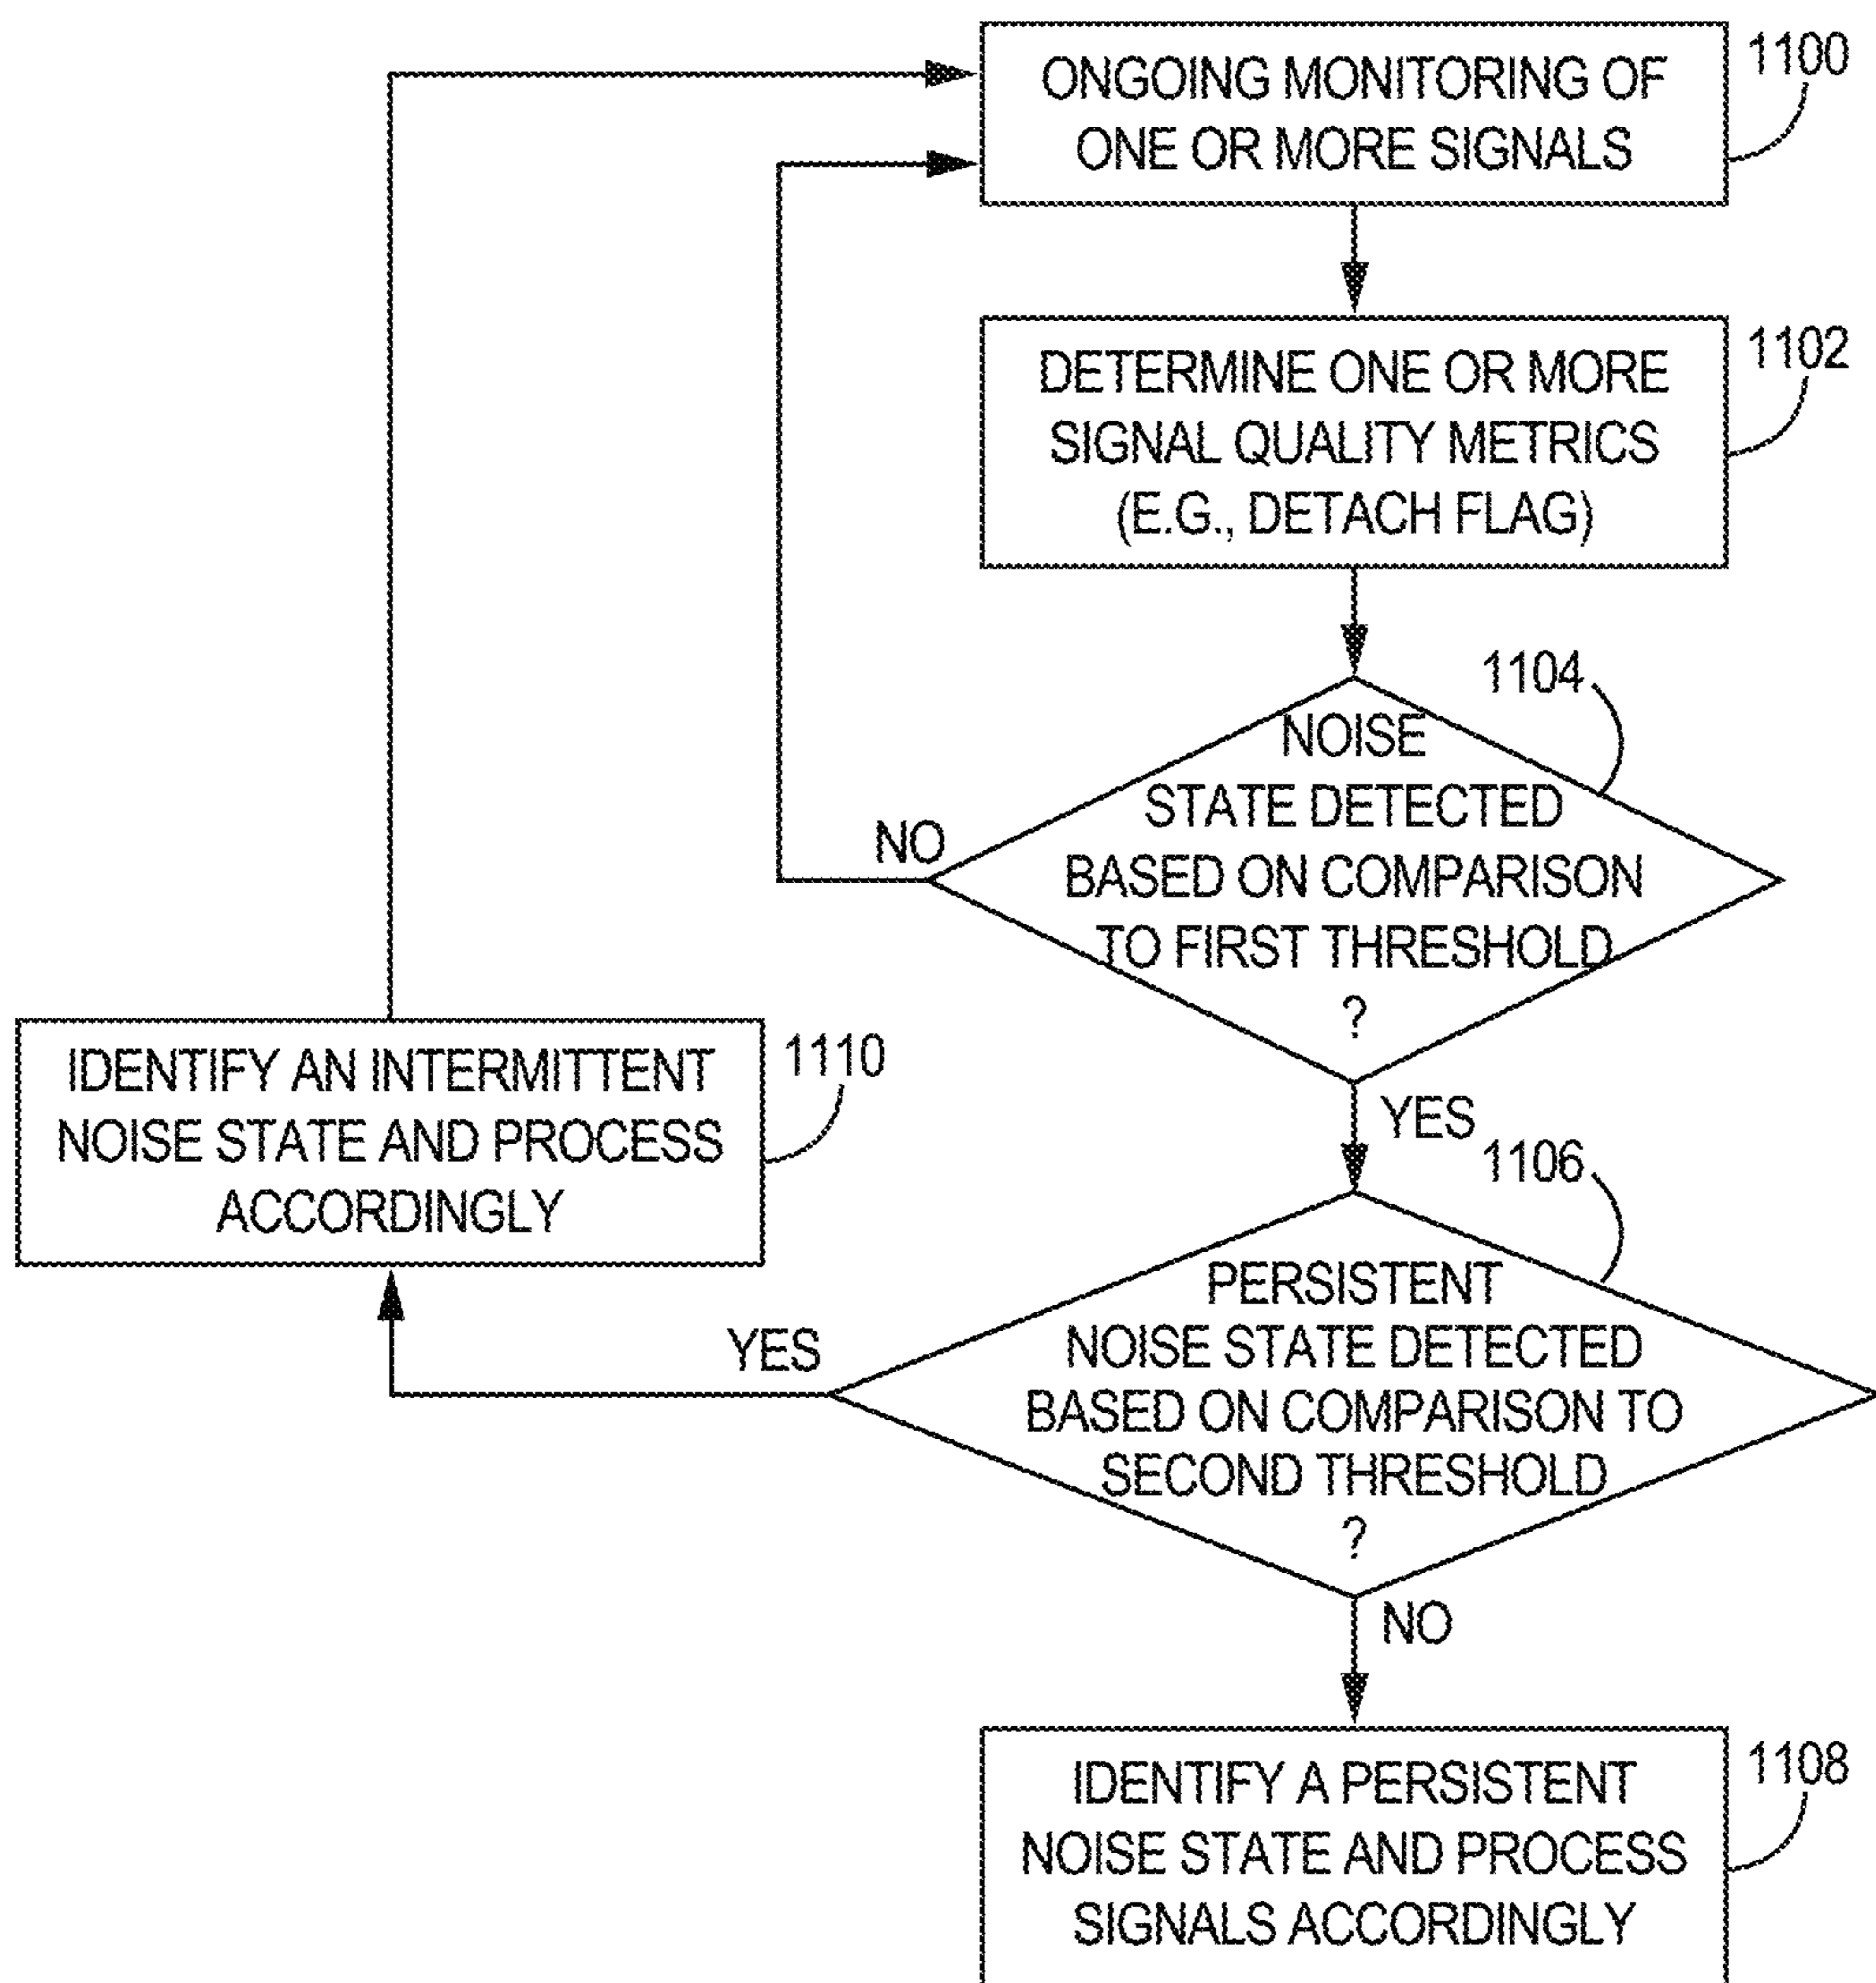 ONGOING MONITORING OF
ONE OR MORE SIGNALS
1100
DETERMINE ONE OR MORE
SIGNAL QUALITY METRICS
(E.G., DETACH FLAG)
1102
1104
NOISE
STATE DETECTED
BASED ON COMPARISON
TO FIRST THRESHOLD
?
NO
YES
IDENTIFY AN INTERMITTENT
NOISE STATE AND PROCESS
ACCORDINGLY
1110
1106
PERSISTENT
NOISE STATE DETECTED
BASED ON COMPARISON TO
SECOND THRESHOLD
?
YES
NO
IDENTIFY A PERSISTENT
NOISE STATE AND PROCESS
SIGNALS ACCORDINGLY
1108